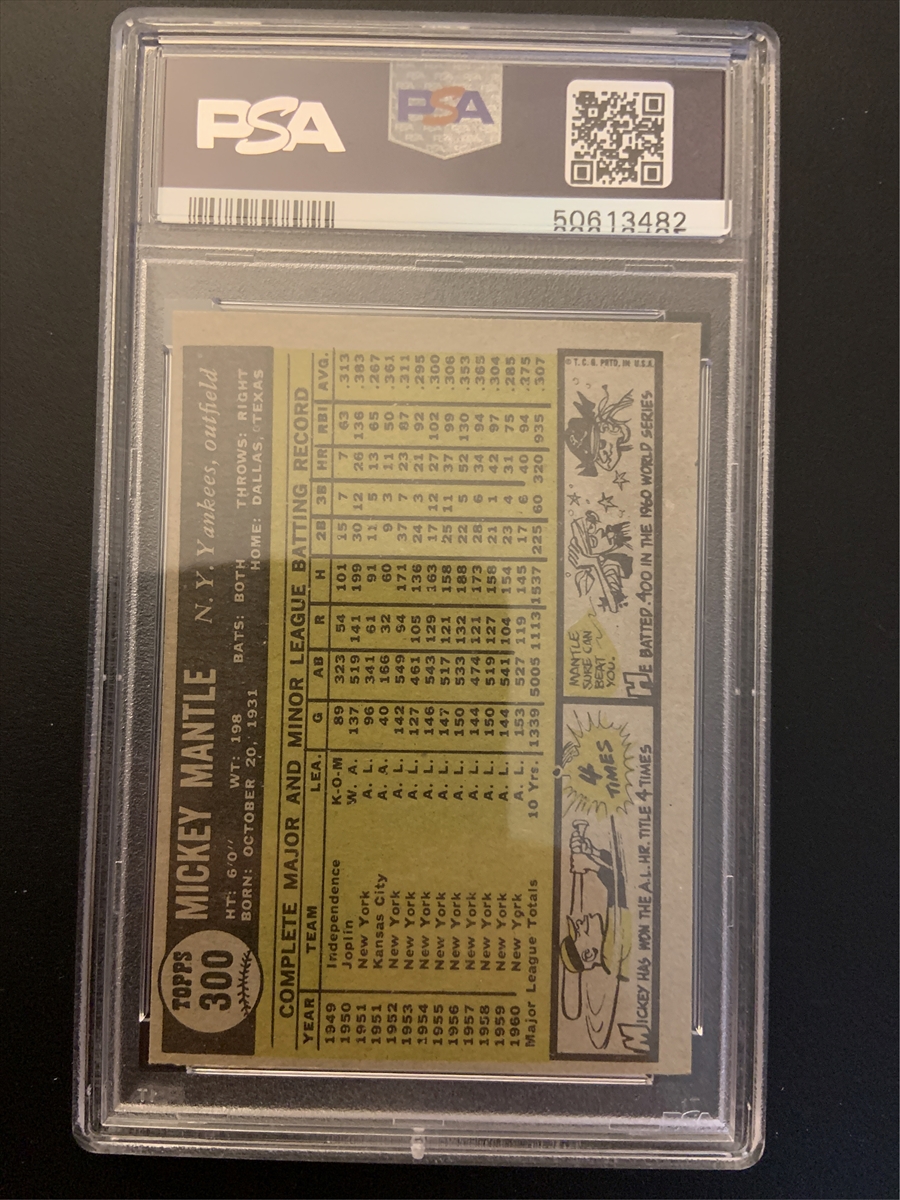 PSA
PSA
50613482
TOPPS
300
MICKEY MANTLE N. Y. Yankees, outfield
HT: 6'0" WT: 198 BATS: BOTH THROWS: RIGHT
BORN: OCTOBER 20, 1931 HOME: DALLAS, TEXAS
COMPLETE MAJOR AND MINOR LEAGUE BATTING RECORD
YEAR TEAM LEA. G AB R H 2B 3B HR RBI AVG.
1949 Independence K-O-M 89 323 54 101 15 7 7 63 .313
1950 Joplin W. A. 137 519 141 199 30 12 26 136 .383
1951 New York A. L. 96 341 61 91 11 5 13 65 .267
1951 Kansas City A. A. 40 166 32 60 9 3 11 50 .361
1952 New York A. L. 142 549 94 171 37 7 23 87 .311
1953 New York A. L. 127 461 105 136 24 3 21 92 .295
1954 New York A. L. 146 543 129 163 17 12 27 102 .300
1955 New York A. L. 147 517 121 158 25 11 37 99 .306
1956 New York A. L. 150 533 132 188 22 5 52 130 .353
1957 New York A. L. 144 474 121 173 28 6 34 94 .365
1958 New York A. L. 150 519 127 158 21 1 42 97 .304
1959 New York A. L. 144 541 104 154 23 4 31 75 .285
1960 New York A. L. 153 527 119 145 17 6 40 94 .275
Major League Totals 10 Yrs. 1339 5005 1113 1537 225 60 320 935 .307
4
TIMES
MICKEY HAS WON THE A.L. HR. TITLE 4 TIMES
MANTLE
SURE CAN
BEAT
YOU.
© T. C. G. PRTD. IN U.S.A.
HE BATTED .400 IN THE 1960 WORLD SERIES
PSA